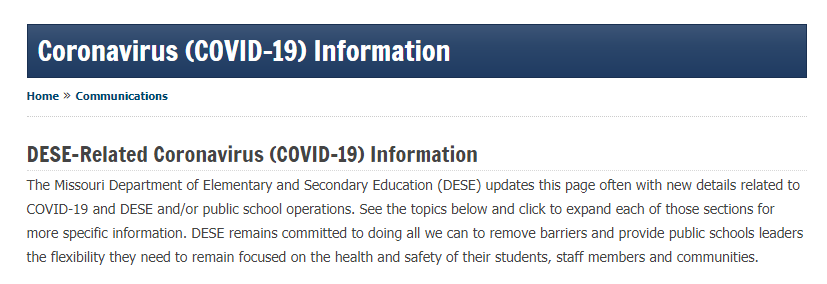 Coronavirus (COVID-19) Information
Home » Communications
DESE-Related Coronavirus (COVID-19) Information
The Missouri Department of Elementary and Secondary Education (DESE) updates this page often with new details related to
COVID-19 and DESE and/or public school operations. See the topics below and click to expand each of those sections for
more specific information. DESE remains committed to doing all we can to remove barriers and provide public schools leaders
the flexibility they need to remain focused on the health and safety of their students, staff members and communities.